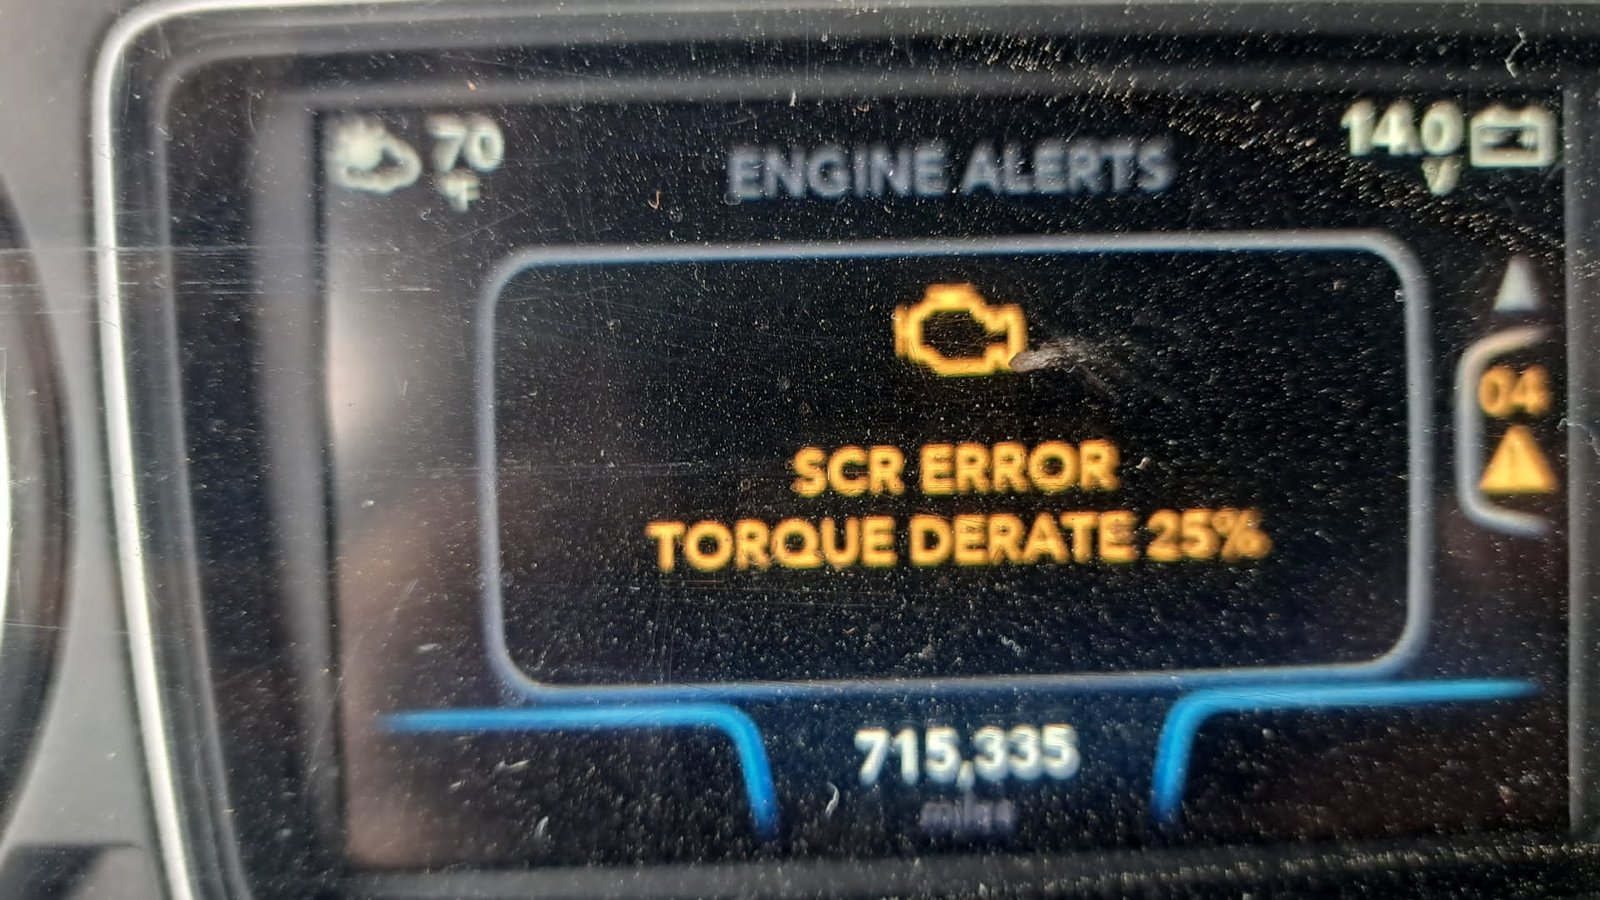 70
°F
ENGINE ALERTS
14.0
V
SCR ERROR
TORQUE DERATE 25%
04
715,335
miles